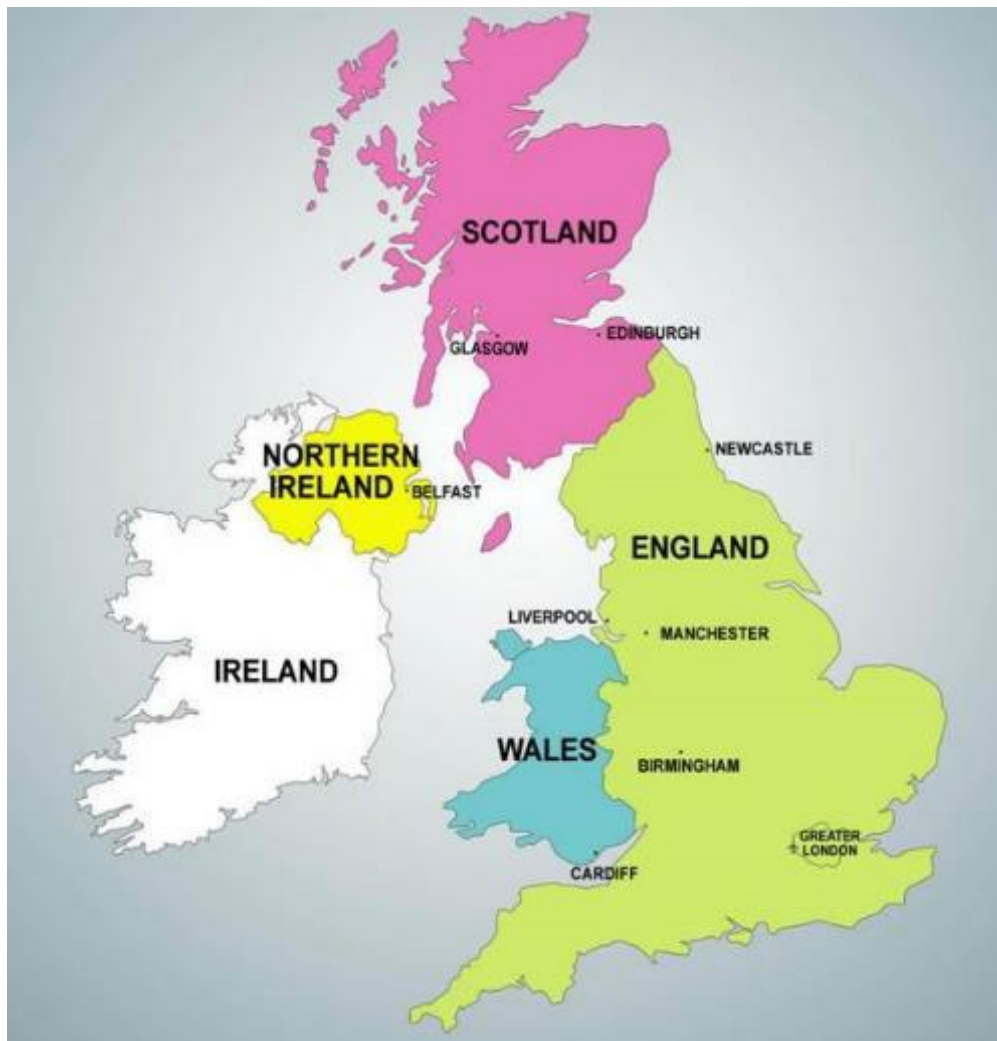 SCOTLAND
EDINBURGH
GLASGOW
NEWCASTLE
NORTHERN
IRELAND
BELFAST
ENGLAND
LIVERPOOL
MANCHESTER
IRELAND
WALES
BIRMINGHAM
GREATER
LONDON
CARDIFF